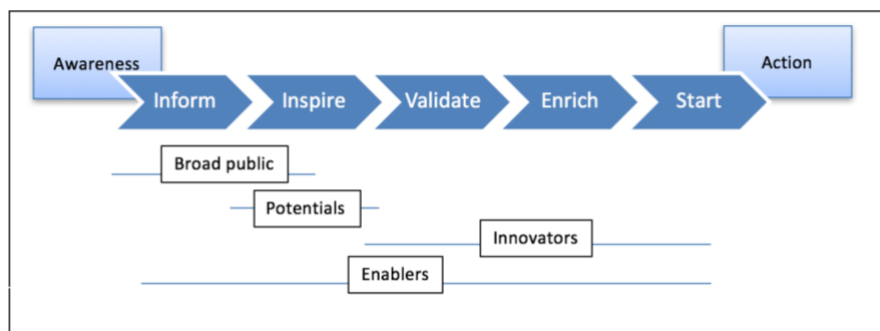 Awareness
Action
Inform
Inspire
Validate
Enrich
Start
Broad public
Potentials
Innovators
Enablers